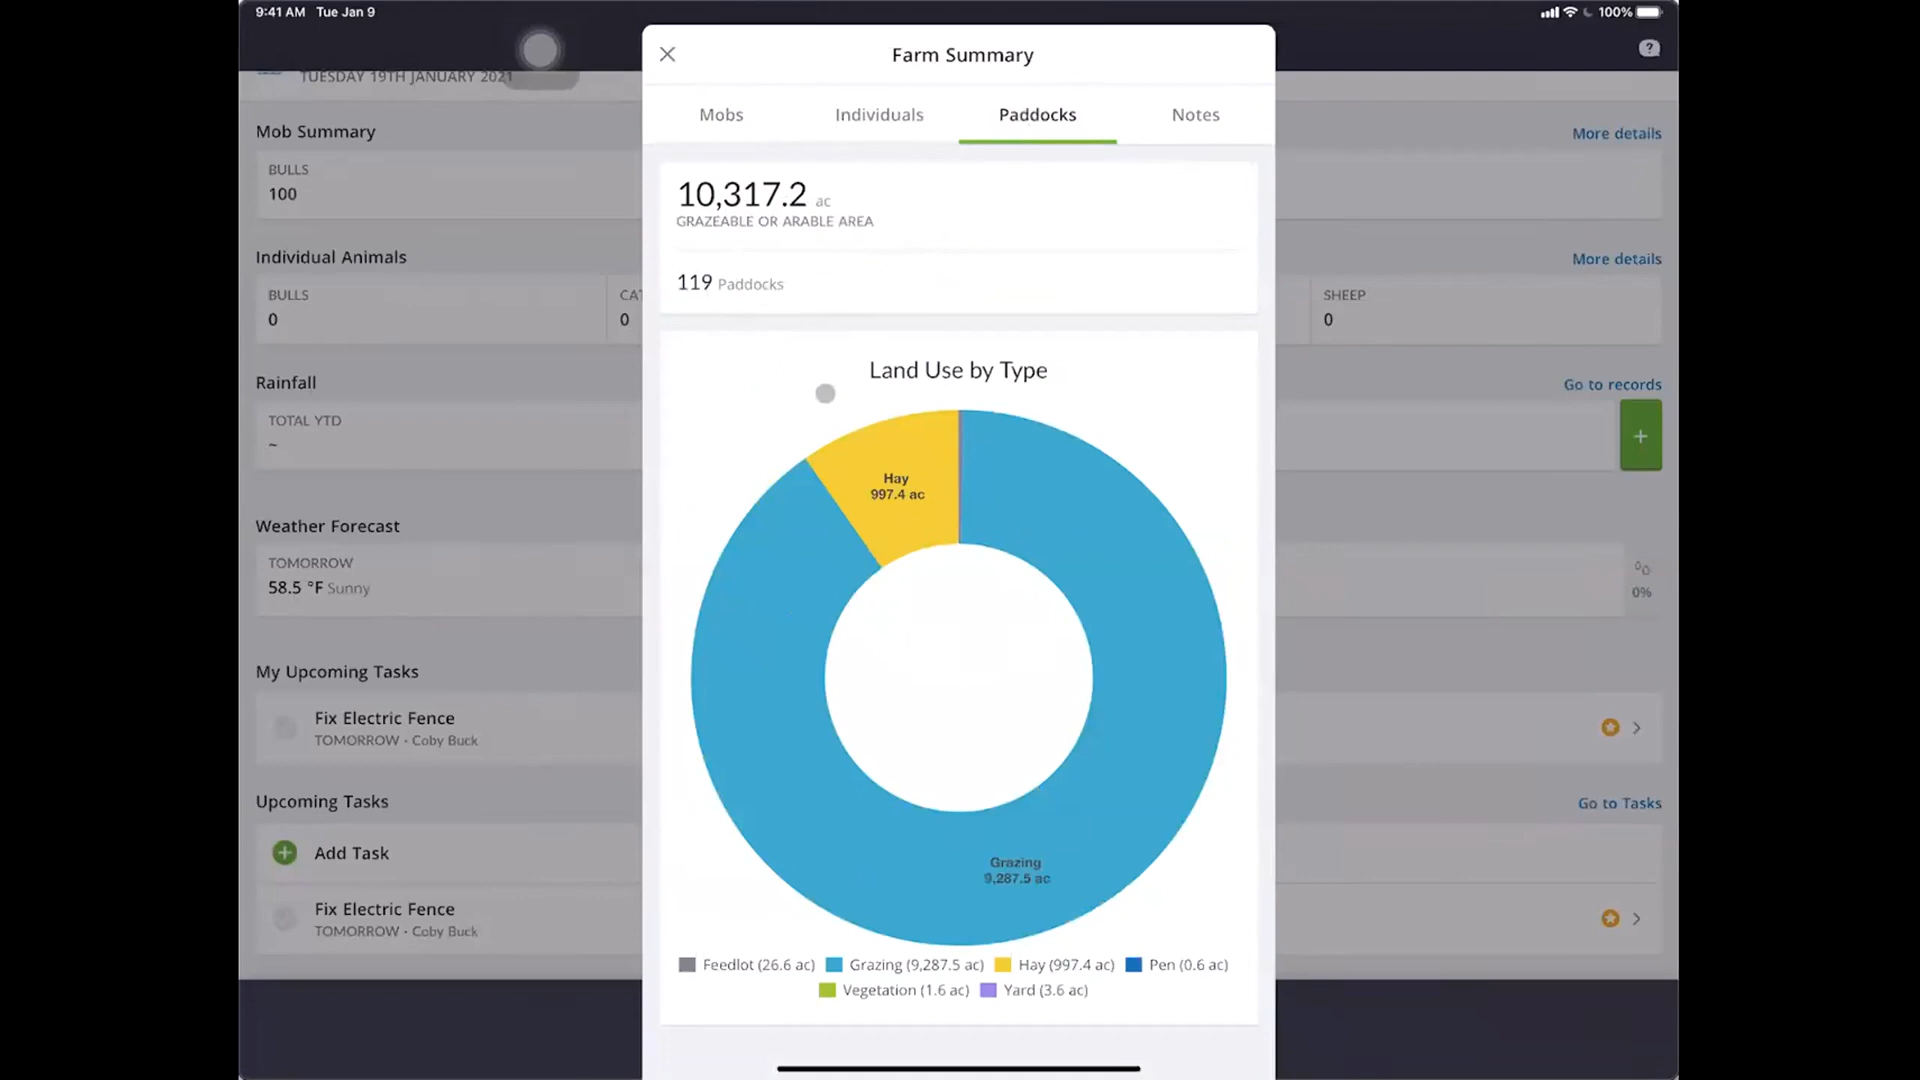 9:41 AM Tue Jan 9
100%
Farm Summary
?
TUESDAY 19TH JANUARY 2021
Mobs
Individuals
Paddocks
Notes
Mob Summary
More details
BULLS
100
10,317.2 ac
GRAZEABLE OR ARABLE AREA
119 Paddocks
Individual Animals
More details
BULLS
0
CAT
0
SHEEP
0
Land Use by Type
Rainfall
Go to records
TOTAL YTD
~
+
Hay
997.4 ac
Weather Forecast
TOMORROW
58.5 °F Sunny
0%
My Upcoming Tasks
Fix Electric Fence
TOMORROW · Coby Buck
Upcoming Tasks
Go to Tasks
Add Task
Grazing
9,287.5 ac
Fix Electric Fence
TOMORROW · Coby Buck
Feedlot (26.6 ac) Grazing (9,287.5 ac) Hay (997.4 ac) Pen (0.6 ac)
Vegetation (1.6 ac) Yard (3.6 ac)